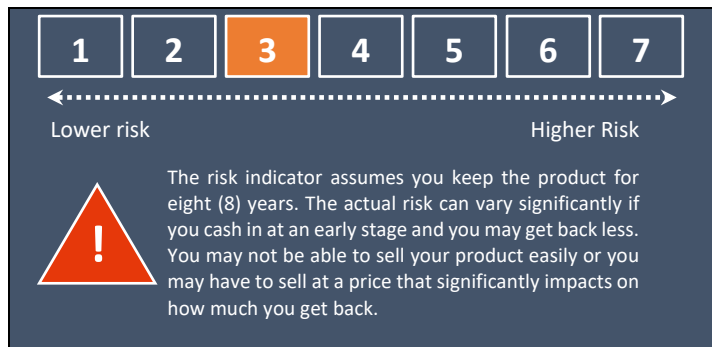 1 2 3 4 5 6 7
Lower risk Higher Risk
The risk indicator assumes you keep the product for
eight (8) years. The actual risk can vary significantly if
you cash in at an early stage and you may get back less.
You may not be able to sell your product easily or you
may have to sell at a price that significantly impacts on
how much you get back.
!